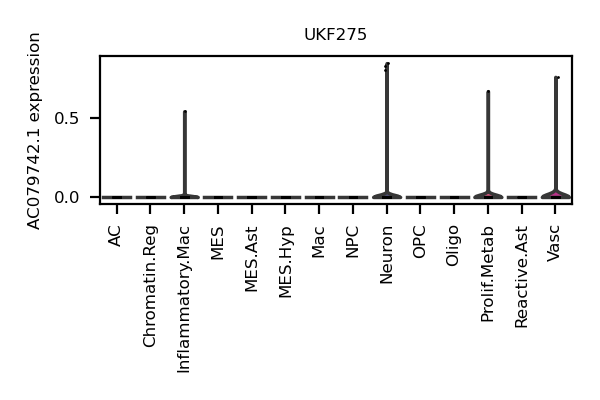 UKF275
AC079742.1 expression
0.5
0.0
AC
Chromatin.Reg
Inflammatory.Mac
MES
MES.Ast
MES.Hyp
Mac
NPC
Neuron
OPC
Oligo
Prolif.Metab
Reactive.Ast
Vasc